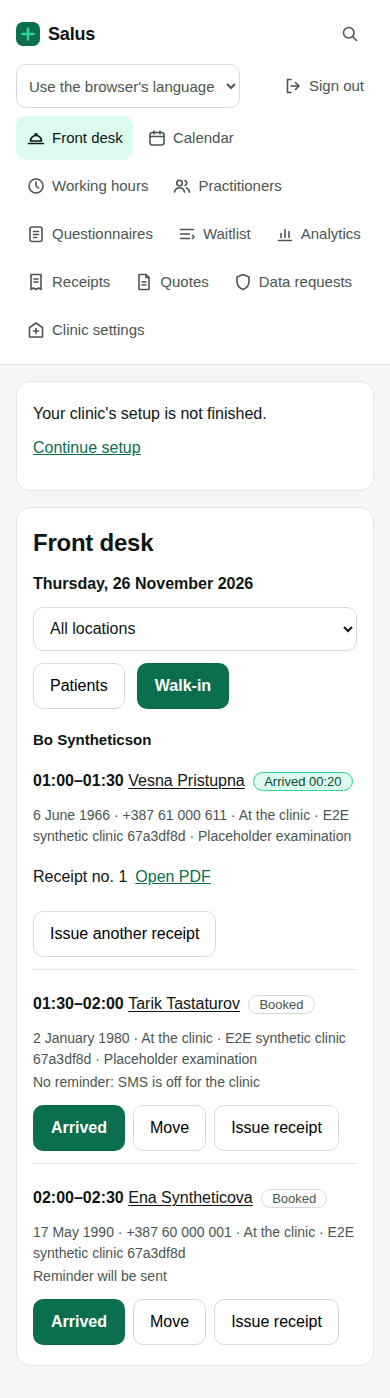 Salus
Use the browser's language
Sign out
Front desk
Calendar
Working hours
Practitioners
Questionnaires
Waitlist
Analytics
Receipts
Quotes
Data requests
Clinic settings
Your clinic's setup is not finished.
Continue setup
Front desk
Thursday, 26 November 2026
All locations
Patients
Walk-in
Bo Syntheticson
01:00–01:30 Vesna Pristupna Arrived 00:20
6 June 1966 · +387 61 000 611 · At the clinic · E2E
synthetic clinic 67a3df8d · Placeholder examination
Receipt no. 1 Open PDF
Issue another receipt
01:30–02:00 Tarik Tastaturov Booked
2 January 1980 · At the clinic · E2E synthetic clinic
67a3df8d · Placeholder examination
No reminder: SMS is off for the clinic
Arrived Move Issue receipt
02:00–02:30 Ena Syntheticova Booked
17 May 1990 · +387 60 000 001 · At the clinic · E2E
synthetic clinic 67a3df8d
Reminder will be sent
Arrived Move Issue receipt